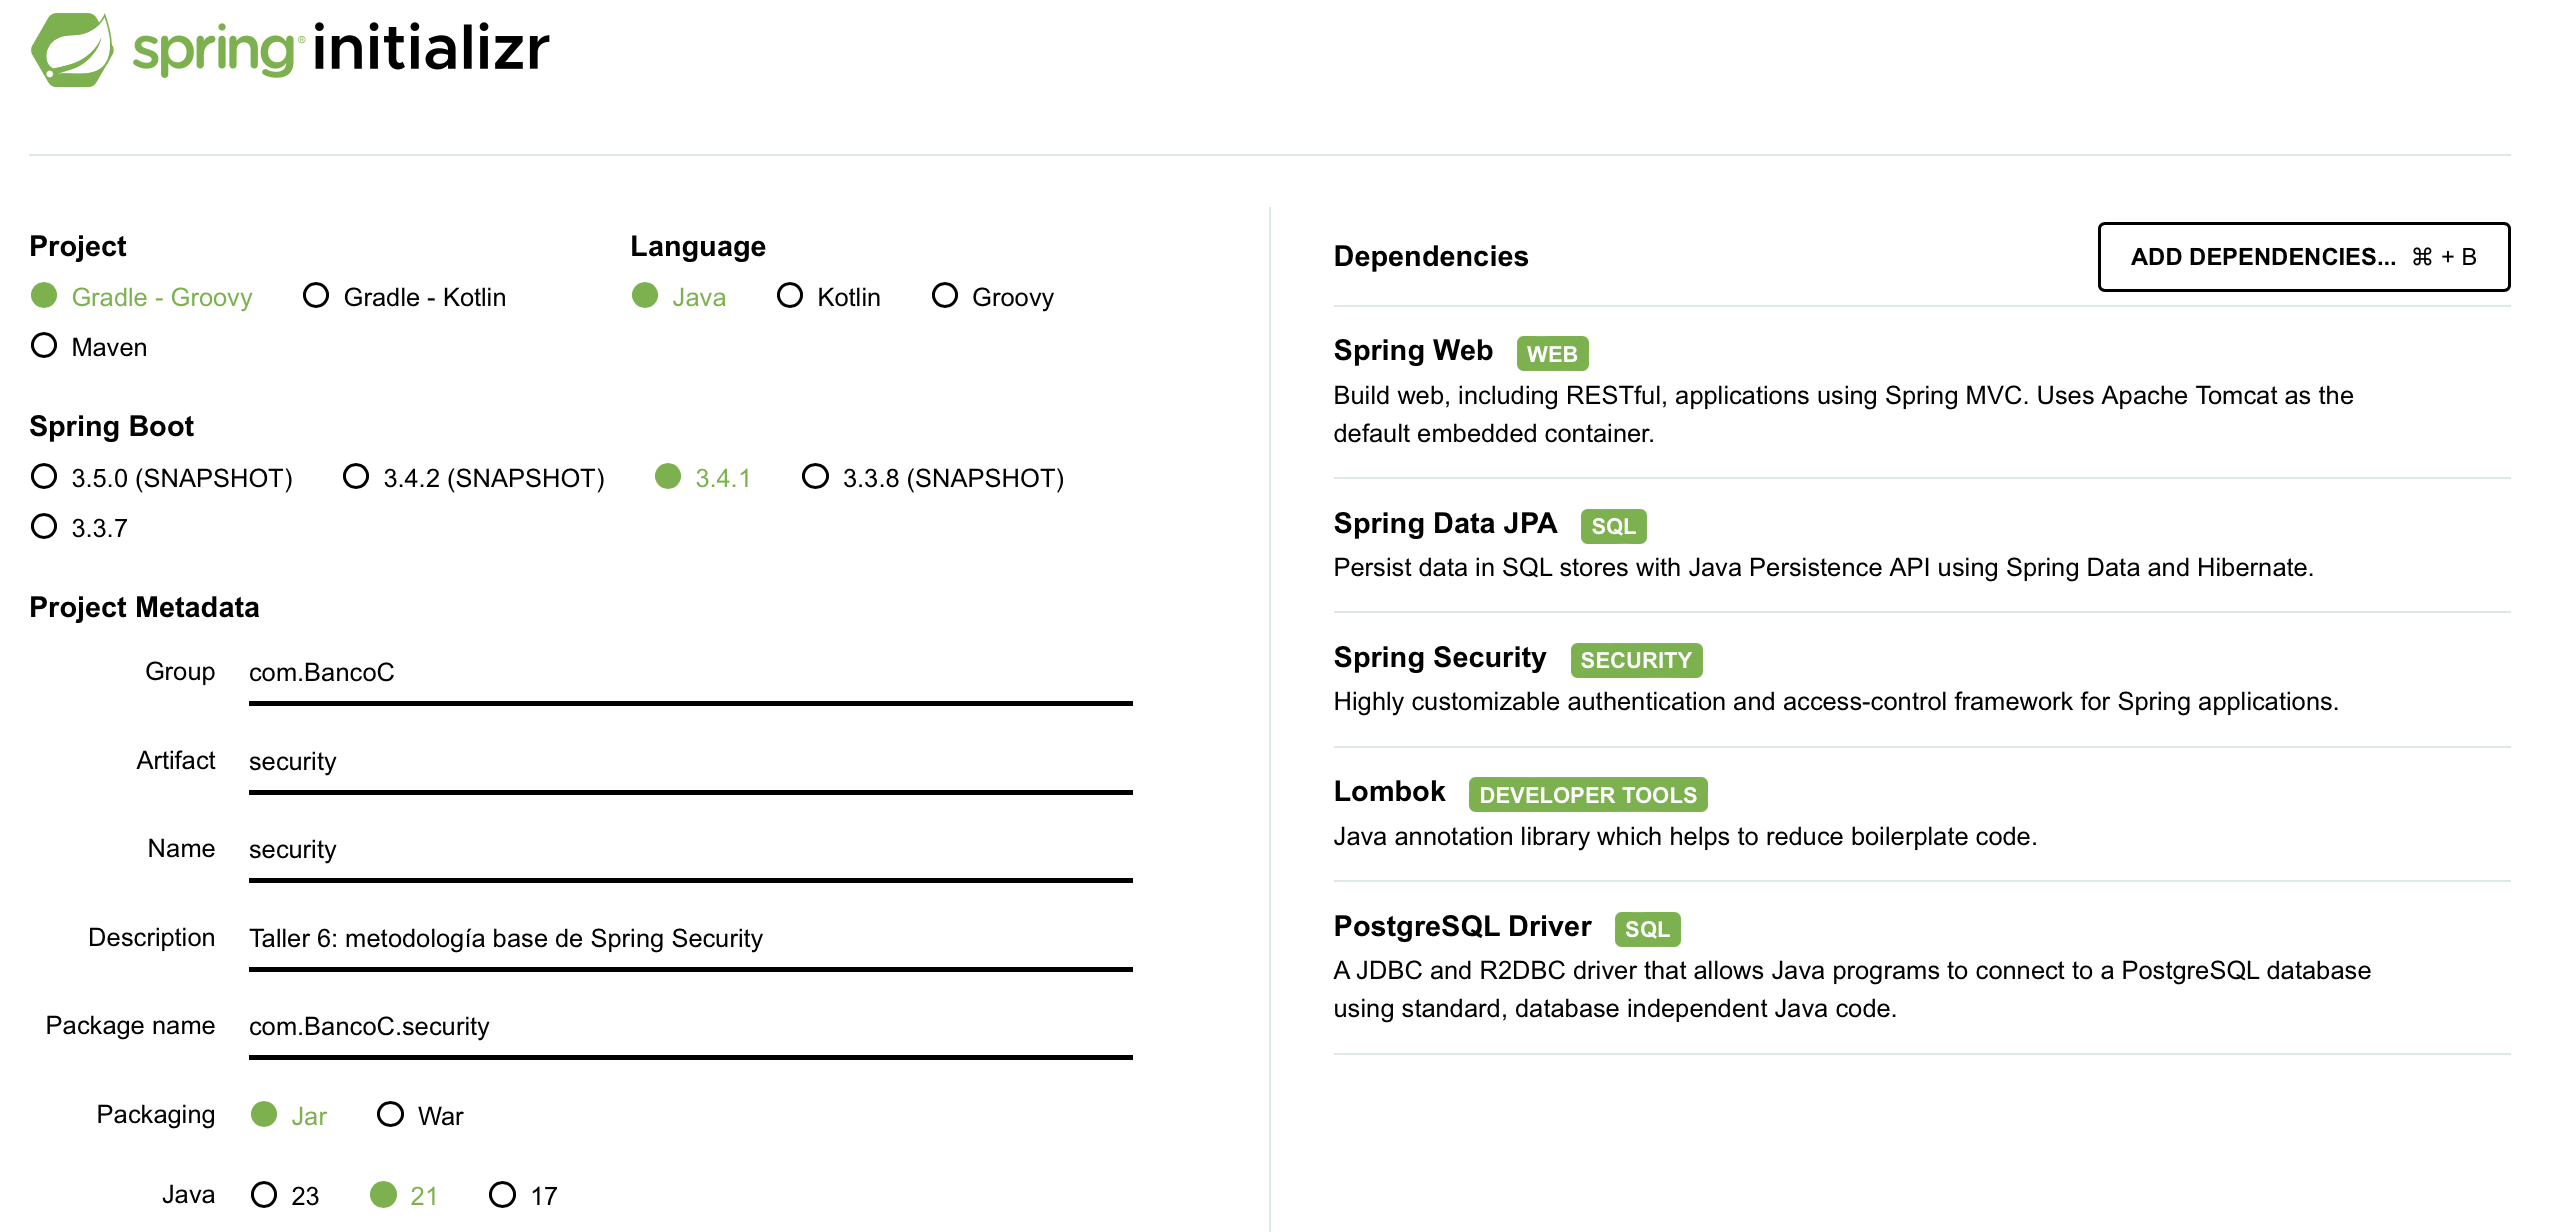 spring® initializr
Project
Gradle - Groovy Gradle - Kotlin
Maven
Language
Java Kotlin Groovy
Spring Boot
3.5.0 (SNAPSHOT) 3.4.2 (SNAPSHOT) 3.4.1 3.3.8 (SNAPSHOT)
3.3.7
Project Metadata
Group com.BancoC
Artifact security
Name security
Description Taller 6: metodología base de Spring Security
Package name com.BancoC.security
Packaging Jar War
Java 23 21 17
Dependencies
ADD DEPENDENCIES... ⌘ + B
Spring Web WEB
Build web, including RESTful, applications using Spring MVC. Uses Apache Tomcat as the
default embedded container.
Spring Data JPA SQL
Persist data in SQL stores with Java Persistence API using Spring Data and Hibernate.
Spring Security SECURITY
Highly customizable authentication and access-control framework for Spring applications.
Lombok DEVELOPER TOOLS
Java annotation library which helps to reduce boilerplate code.
PostgreSQL Driver SQL
A JDBC and R2DBC driver that allows Java programs to connect to a PostgreSQL database
using standard, database independent Java code.